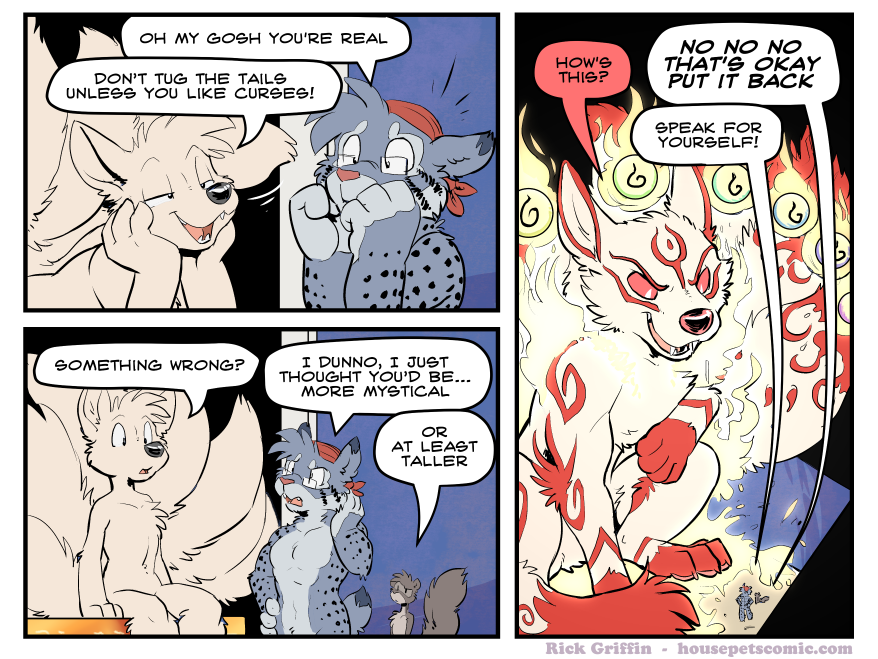 OH MY GOSH YOU'RE REAL
DON'T TUG THE TAILS
UNLESS YOU LIKE CURSES!
SOMETHING WRONG?
I DUNNO, I JUST
THOUGHT YOU'D BE...
MORE MYSTICAL
OR
AT LEAST
TALLER
HOW'S
THIS?
NO NO NO
THAT'S OKAY
PUT IT BACK
SPEAK FOR
YOURSELF!
Rick Griffin - housepetscomic.com